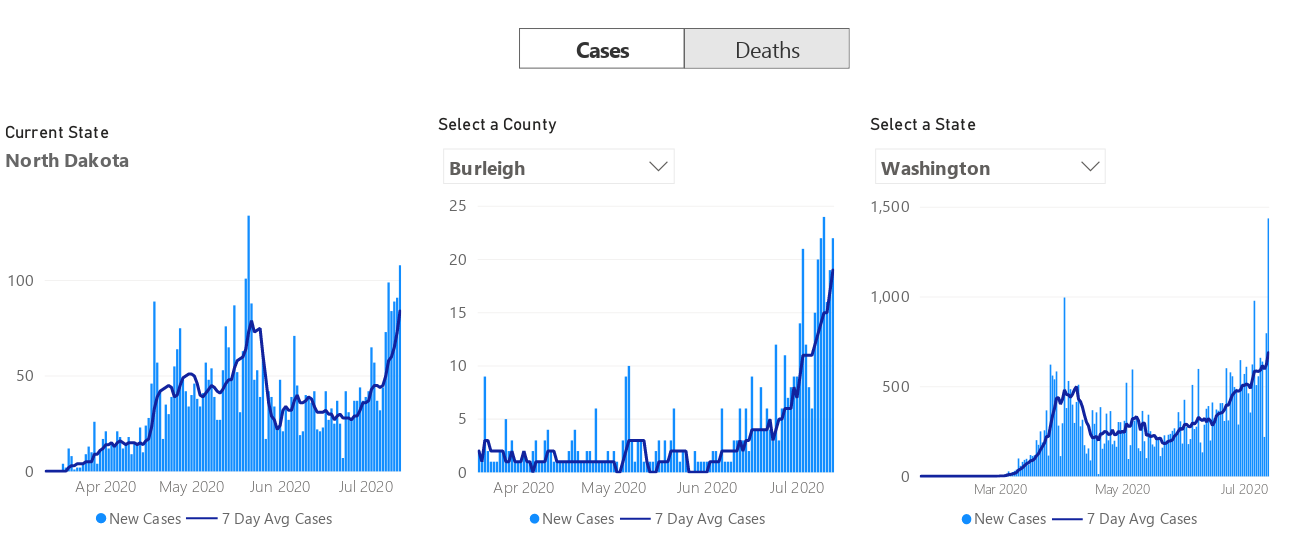 Cases
Deaths
Current State
North Dakota
100
50
0
Apr 2020 May 2020 Jun 2020 Jul 2020
New Cases 7 Day Avg Cases
Select a County
Burleigh
25
20
15
10
5
0
Apr 2020 May 2020 Jun 2020 Jul 2020
New Cases 7 Day Avg Cases
Select a State
Washington
1,500
1,000
500
0
Mar 2020 May 2020 Jul 2020
New Cases 7 Day Avg Cases